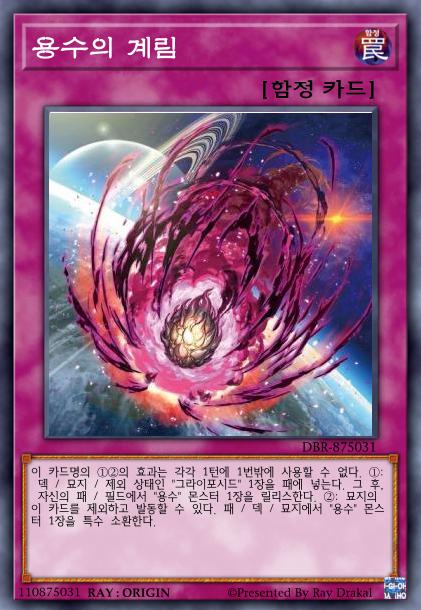 용수의 계림
함정
罠
[함정 카드]
DBR-875031
이 카드명의 ①②의 효과는 각각 1턴에 1번밖에 사용할 수 없다. ①:
덱 / 묘지 / 제외 상태인 "그라이포시드" 1장을 패에 넣는다. 그 후,
자신의 패 / 필드에서 "용수" 몬스터 1장을 릴리스한다. ②: 묘지의
이 카드를 제외하고 발동할 수 있다. 패 / 덱 / 묘지에서 "용수" 몬스
터 1장을 특수 소환한다.
110875031 RAY : ORIGIN ©Presented By Ray Drakal